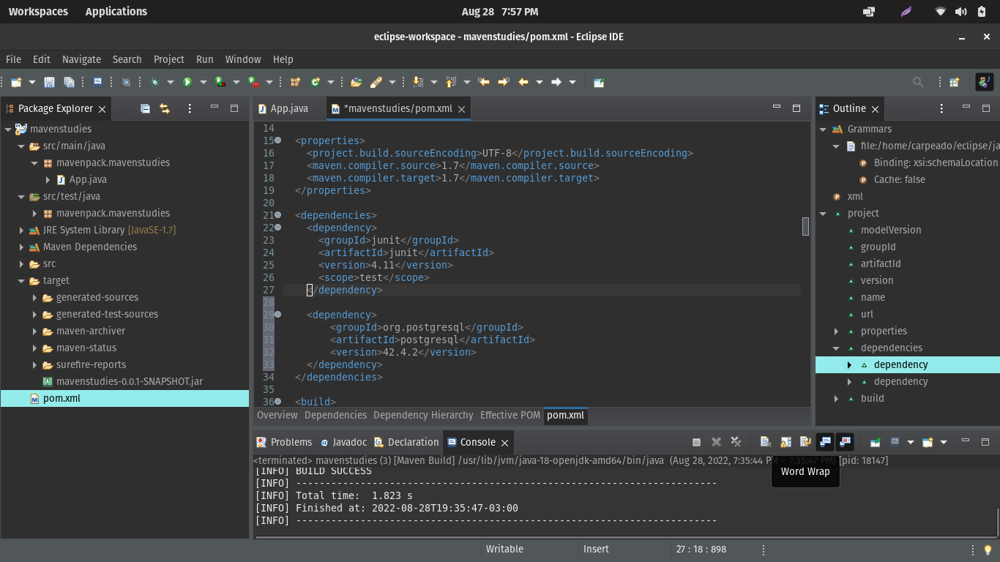 Workspaces Applications Aug 28 7:57 PM
eclipse-workspace - mavenstudies/pom.xml - Eclipse IDE
File Edit Navigate Search Project Run Window Help
Package Explorer
mavenstudies
src/main/java
mavenpack.mavenstudies
App.java
src/test/java
mavenpack.mavenstudies
JRE System Library [JavaSE-1.7]
Maven Dependencies
src
target
generated-sources
generated-test-sources
maven-archiver
maven-status
surefire-reports
mavenstudies-0.0.1-SNAPSHOT.jar
pom.xml
App.java *mavenstudies/pom.xml
14
15 <properties>
16 <project.build.sourceEncoding>UTF-8</project.build.sourceEncoding>
17 <maven.compiler.source>1.7</maven.compiler.source>
18 <maven.compiler.target>1.7</maven.compiler.target>
19 </properties>
20
21 <dependencies>
22 <dependency>
23 <groupId>junit</groupId>
24 <artifactId>junit</artifactId>
25 <version>4.11</version>
26 <scope>test</scope>
27 </dependency>
28
29 <dependency>
30 <groupId>org.postgresql</groupId>
31 <artifactId>postgresql</artifactId>
32 <version>42.4.2</version>
33 </dependency>
34 </dependencies>
35
36 <build>
Overview Dependencies Dependency Hierarchy Effective POM pom.xml
Outline
Grammars
file:/home/carpeado/eclipse/ja
Binding: xsi:schemaLocation
Cache: false
xml
project
modelVersion
groupId
artifactId
version
name
url
properties
dependencies
dependency
dependency
build
Problems Javadoc Declaration Console
<terminated> mavenstudies (3) [Maven Build] /usr/lib/jvm/java-18-openjdk-amd64/bin/java (Aug 28, 2022, 7:35:44 PM – 7:35:47 PM) [pid: 18147]
Word Wrap
[INFO] BUILD SUCCESS
[INFO] ------------------------------------------------------------------------
[INFO] Total time:  1.823 s
[INFO] Finished at: 2022-08-28T19:35:47-03:00
[INFO] ------------------------------------------------------------------------
Writable Insert 27 : 18 : 898